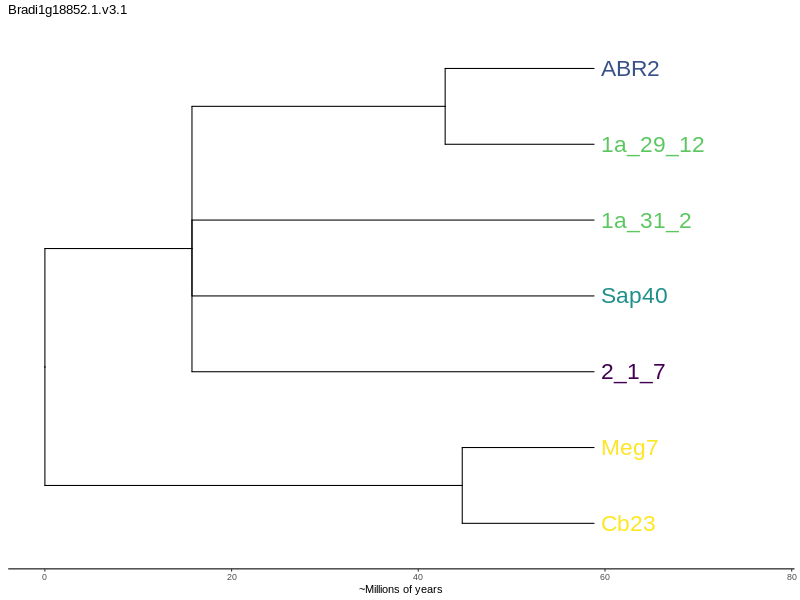 Bradi1g18852.1.v3.1
ABR2
1a_29_12
1a_31_2
Sap40
2_1_7
Meg7
Cb23
0 20 40 60 80
~Millions of years